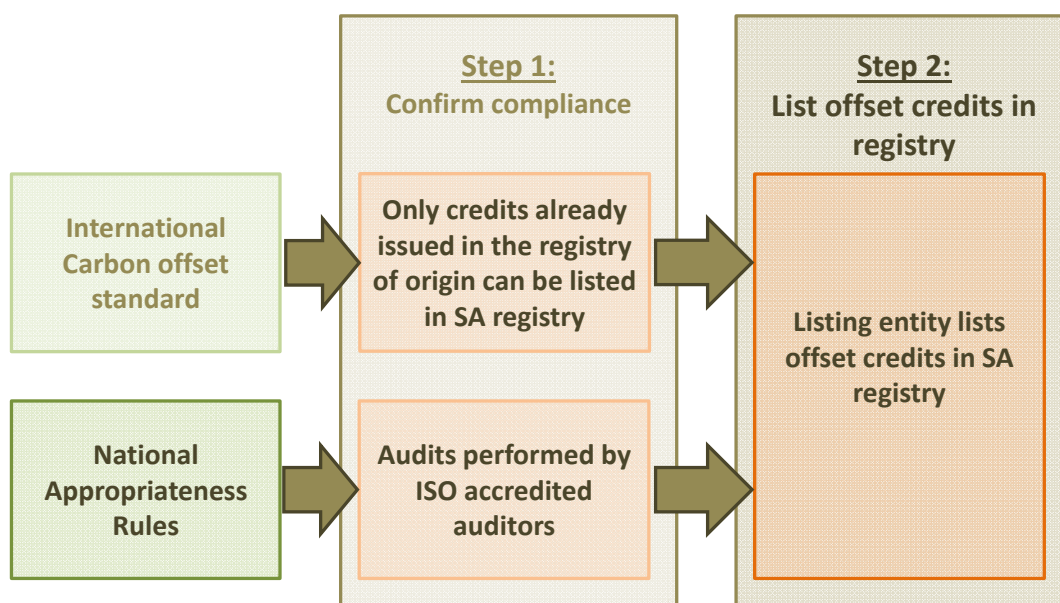 Step 1:
Confirm compliance
Step 2:
List offset credits in
registry
International
Carbon offset
standard
Only credits already
issued in the registry
of origin can be listed
in SA registry
Listing entity lists
offset credits in SA
registry
National
Appropriateness
Rules
Audits performed by
ISO accredited
auditors